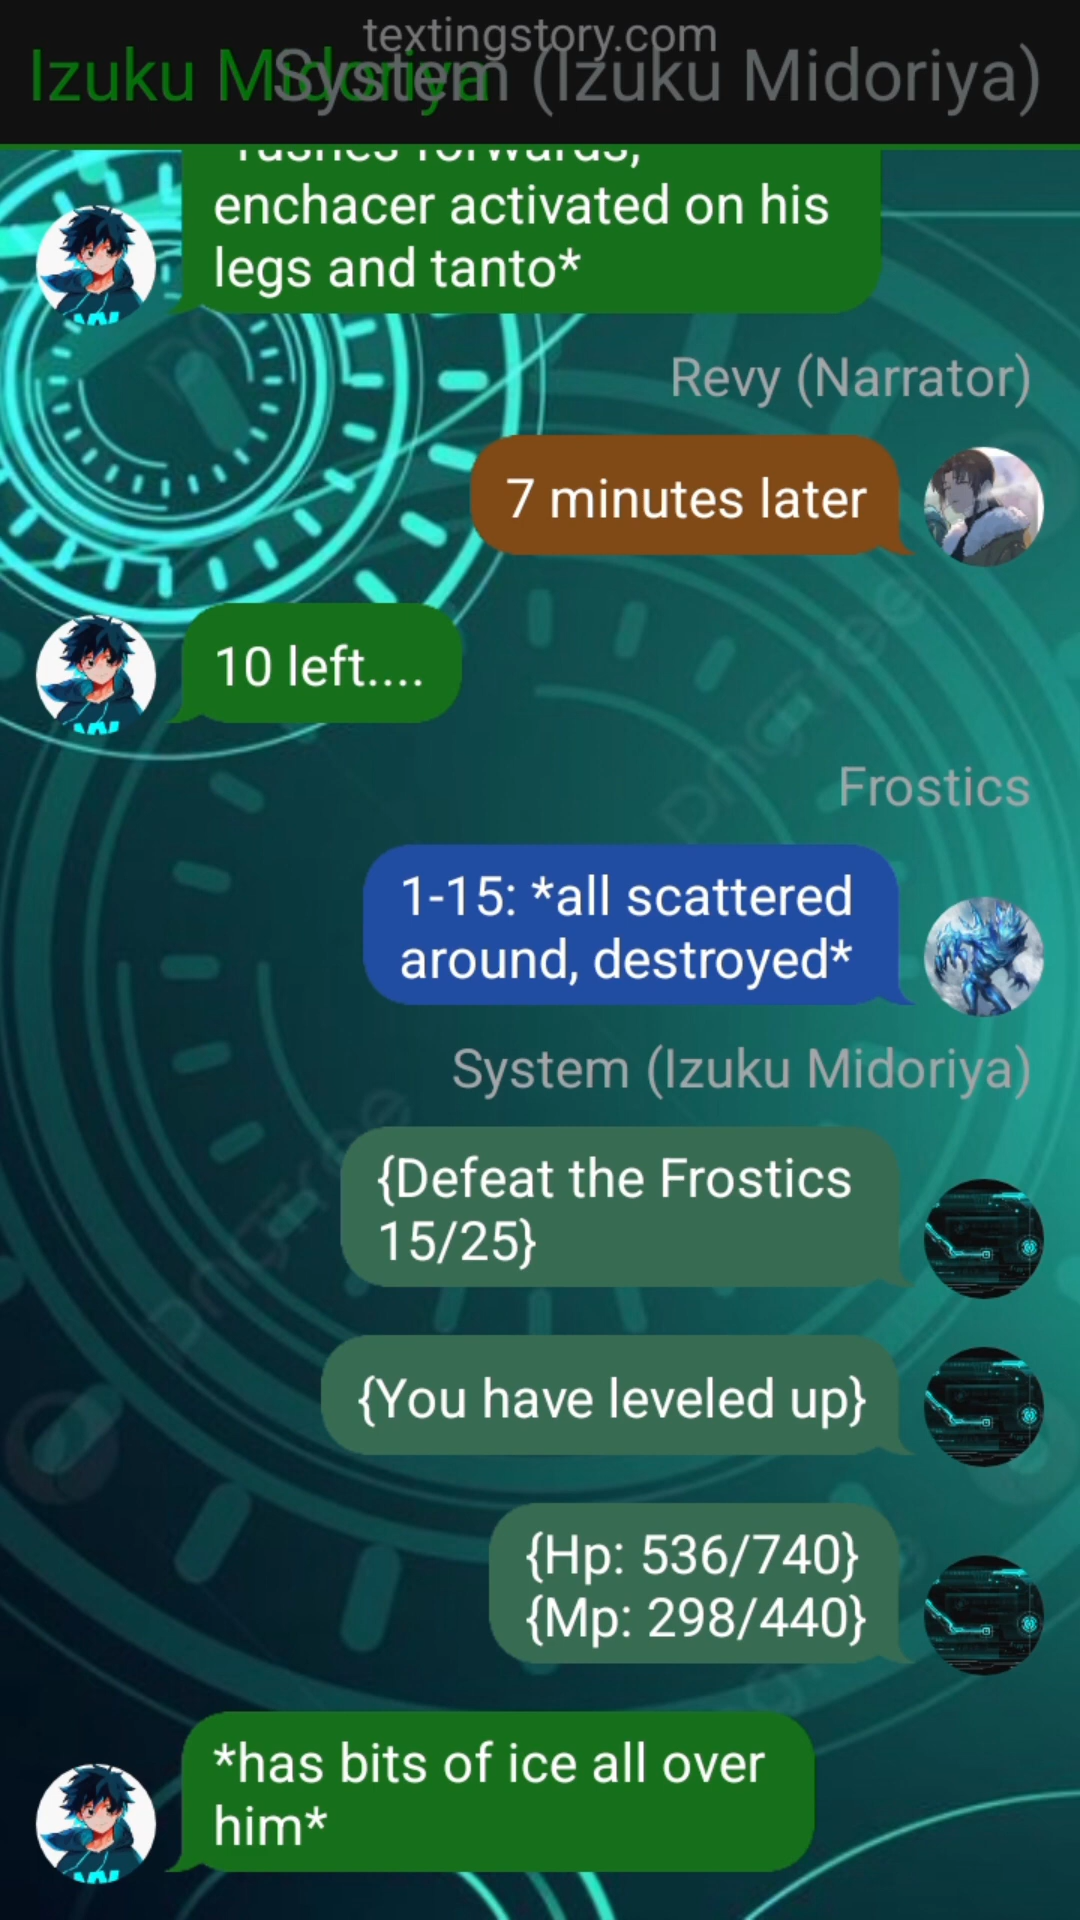 textingstory.com
Izuku Midoriya
System (Izuku Midoriya)
*rushes forwards,
enchacer activated on his
legs and tanto*
Revy (Narrator)
7 minutes later
10 left....
Frostics
1-15: *all scattered
around, destroyed*
System (Izuku Midoriya)
{Defeat the Frostics
15/25}
{You have leveled up}
{Hp: 536/740}
{Mp: 298/440}
*has bits of ice all over
him*